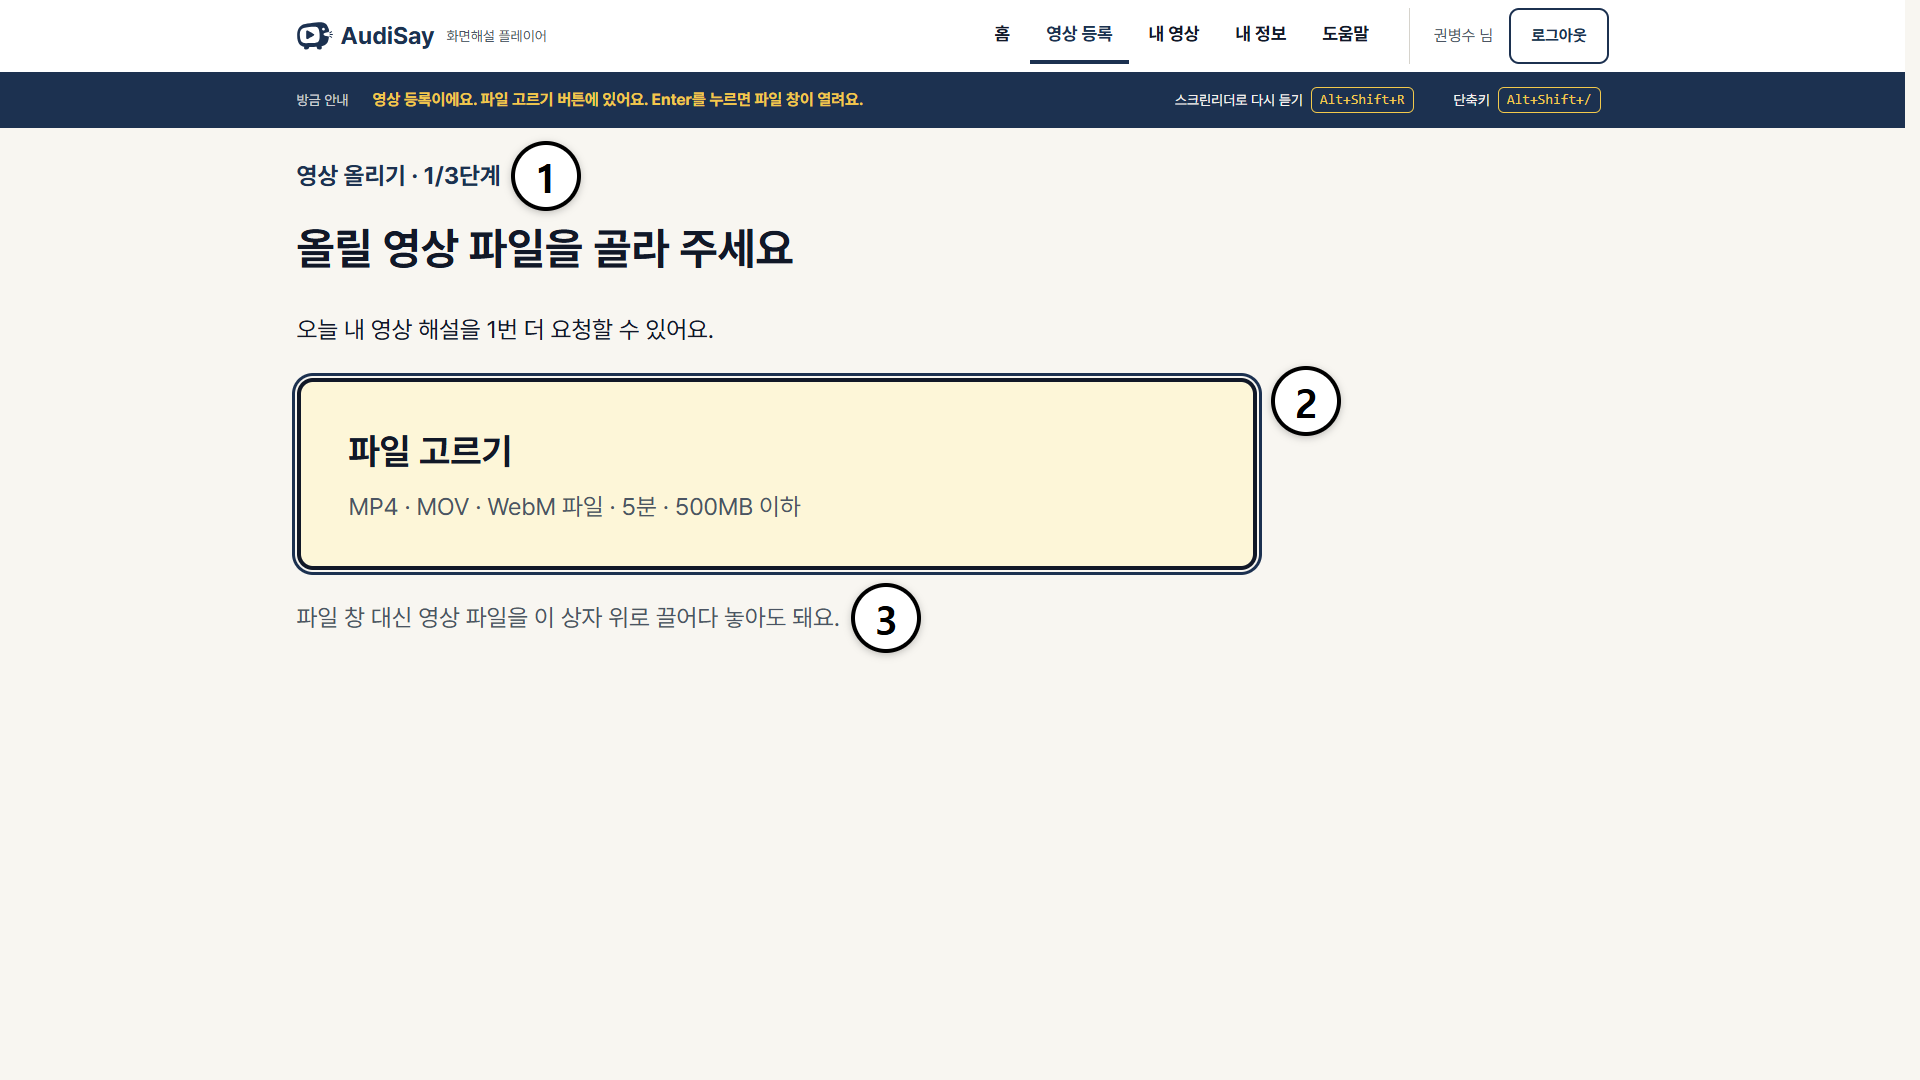 AudiSay 화면해설 플레이어 홈 영상 등록 내 영상 내 정보 도움말 권병수 님 로그아웃
방금 안내 영상 등록이에요. 파일 고르기 버튼에 있어요. Enter를 누르면 파일 창이 열려요. 스크린리더로 다시 듣기 Alt+Shift+R 단축키 Alt+Shift+/
영상 올리기 · 1/3단계 1
올릴 영상 파일을 골라 주세요
오늘 내 영상 해설을 1번 더 요청할 수 있어요.
2
파일 고르기
MP4 · MOV · WebM 파일 · 5분 · 500MB 이하
파일 창 대신 영상 파일을 이 상자 위로 끌어다 놓아도 돼요. 3